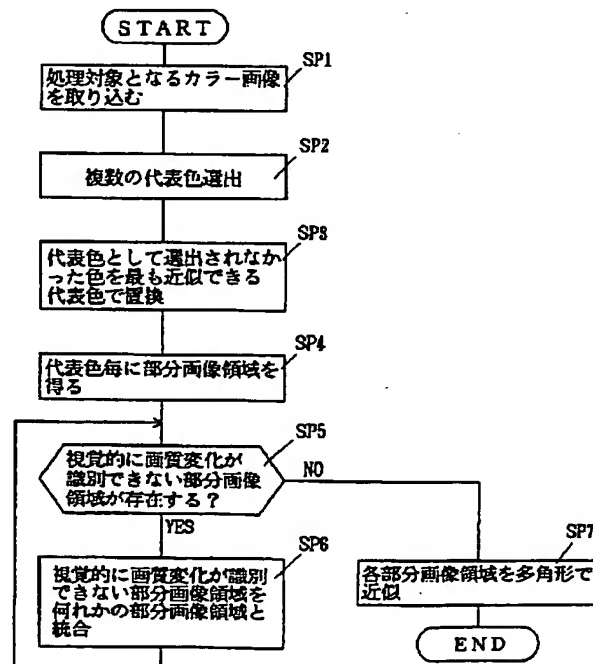 START
SP1
処理対象となるカラー画像
を取り込む
SP2
複数の代表色選出
SP3
代表色として選出されなか
った色を最も近似できる
代表色で置換
SP4
代表色毎に部分画像領域を
得る
SP5
視覚的に画質変化が
識別できない部分画像
領域が存在する?
NO
YES
SP6
視覚的に画質変化が識別
できない部分画像領域を
何れかの部分画像領域と
統合
SP7
各部分画像領域を多角形で
近似
END